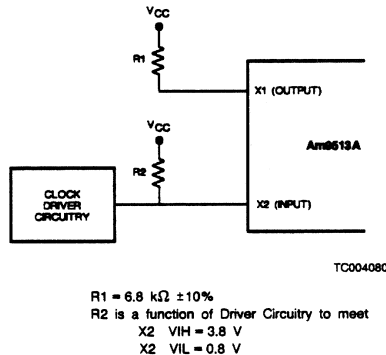 VCC
R1
X1 (OUTPUT)
VCC
Am9513A
R2
CLOCK
DRIVER
CIRCUITRY
X2 (INPUT)
TC004080
R1 = 6.8 kΩ ±10%
R2 is a function of Driver Circuitry to meet
X2 VIH = 3.8 V
X2 VIL = 0.8 V